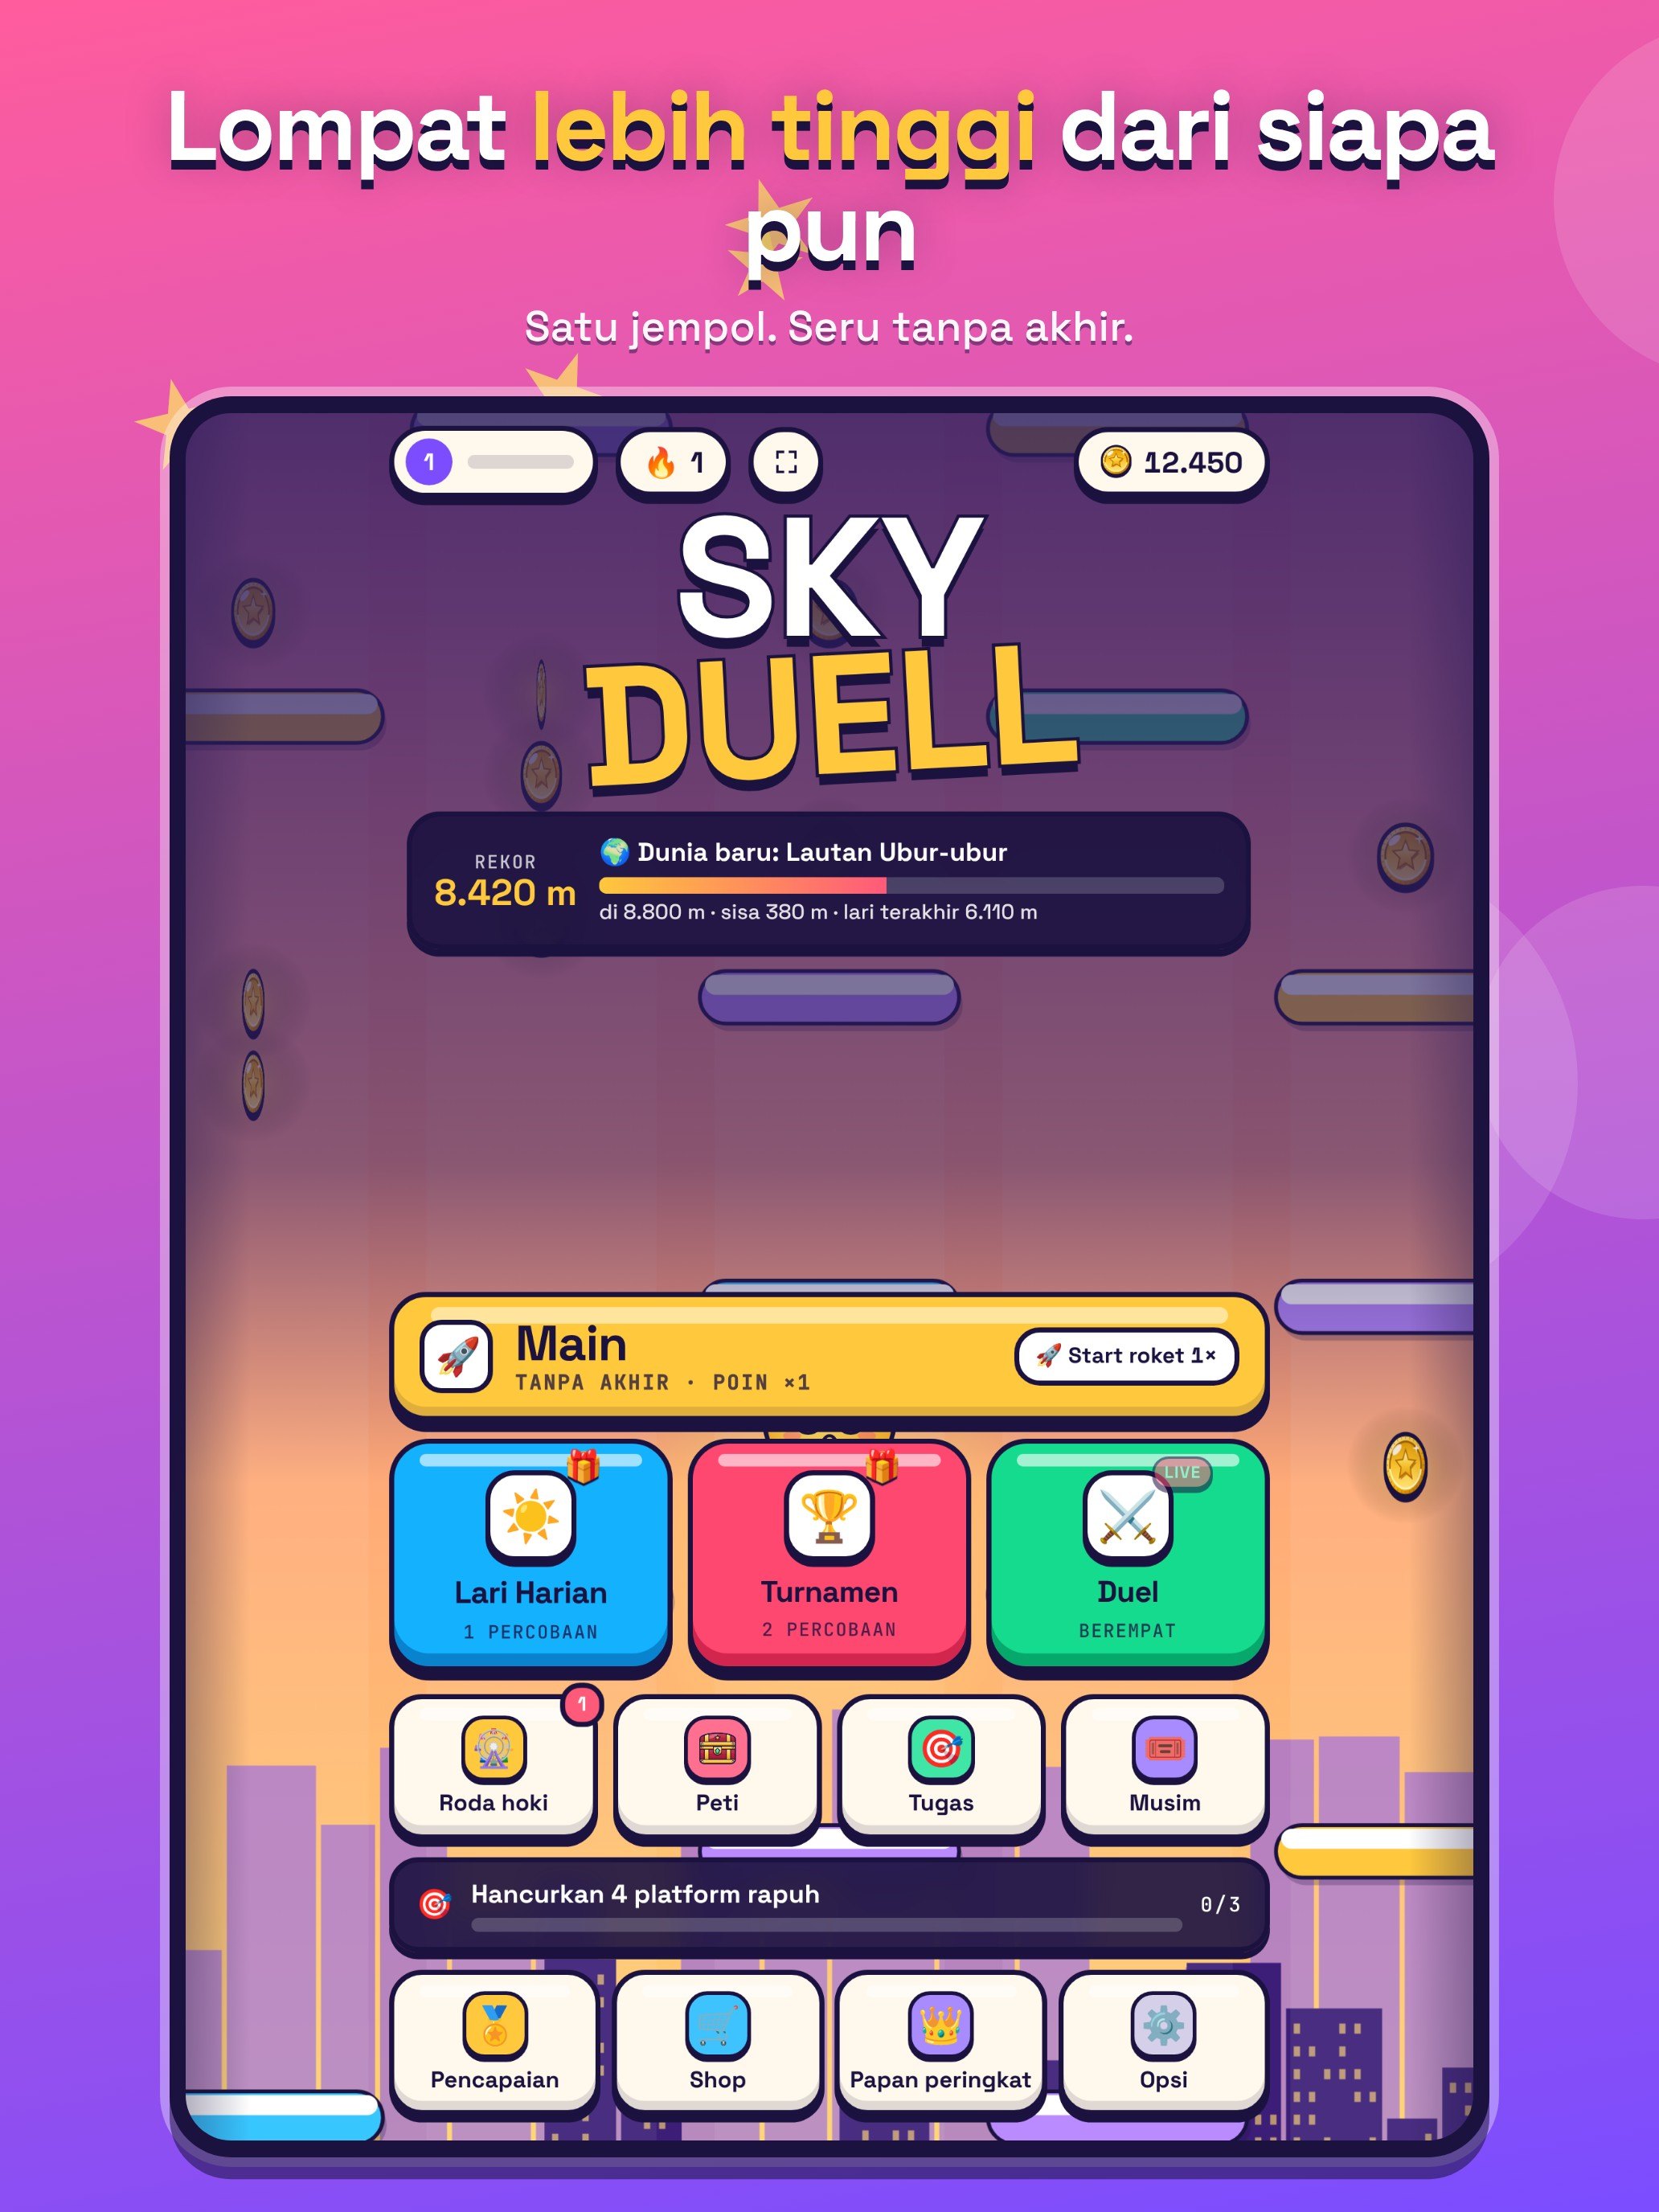 Lompat lebih tinggi dari siapa
pun
Satu jempol. Seru tanpa akhir.
1
1
12.450
SKY
DUELL
REKOR
8.420 m
Dunia baru: Lautan Ubur-ubur
di 8.800 m · sisa 380 m · lari terakhir 6.110 m
Main
TANPA AKHIR · POIN ×1
Start roket 1×
Lari Harian
1 PERCOBAAN
Turnamen
2 PERCOBAAN
LIVE
Duel
BEREMPAT
1
Roda hoki
Peti
Tugas
Musim
Hancurkan 4 platform rapuh
0/3
Pencapaian
Shop
Papan peringkat
Opsi